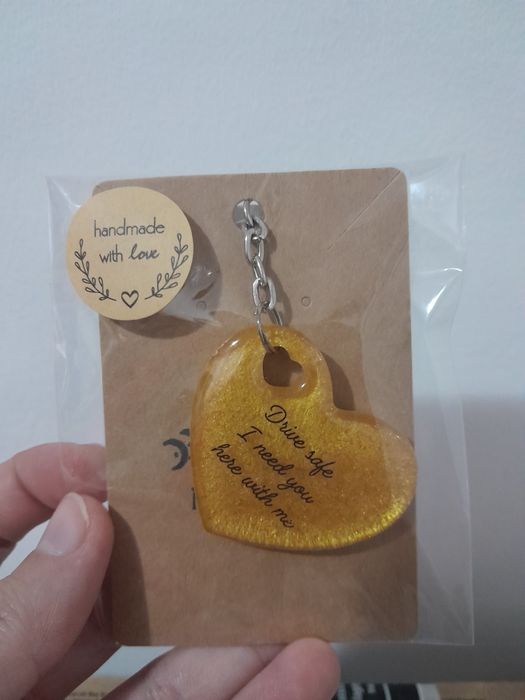 handmade
with love
Drive safe
I need you
here with me